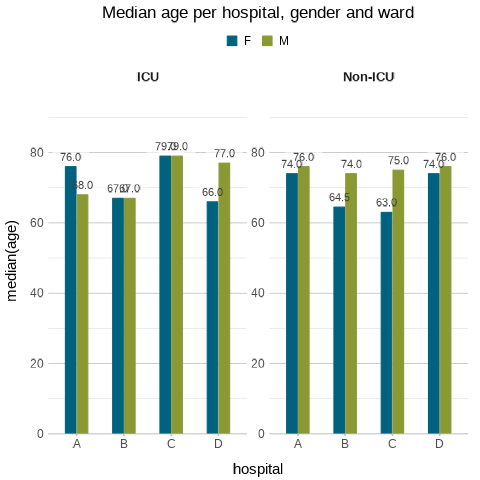 Median age per hospital, gender and ward
F M
ICU Non-ICU
76.0 68.0 67.0 67.0 79.0 79.0 66.0 77.0
74.0 76.0 64.5 74.0 63.0 75.0 74.0 76.0
80 80
60 60
40 40
20 20
0 0
A B C D A B C D
median(age)
hospital